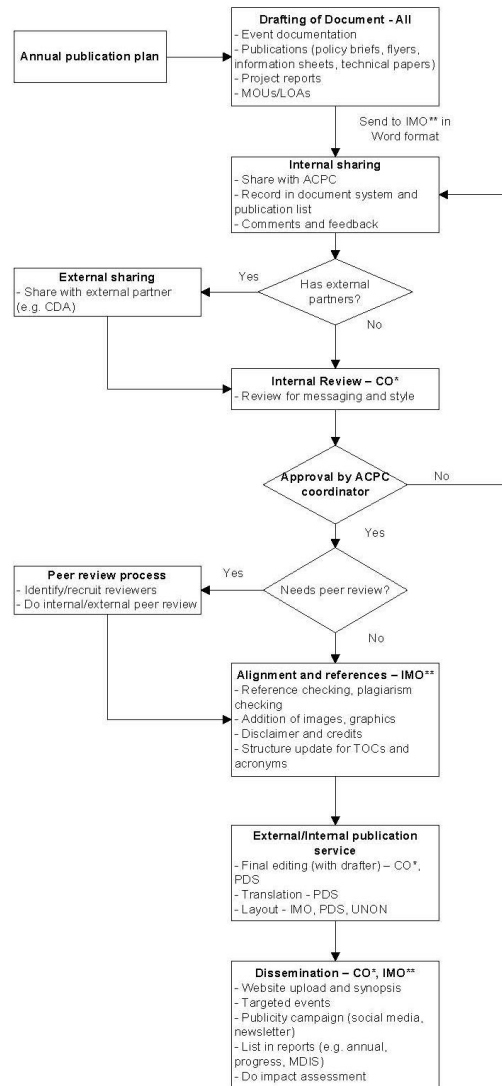 Annual publication plan
Drafting of Document - All
- Event documentation
- Publications (policy briefs, flyers,
information sheets, technical papers)
- Project reports
- MOUs/LOAs
Send to IMO** in
Word format
Internal sharing
- Share with ACPC
- Record in document system and
publication list
- Comments and feedback
Has external
partners?
Yes
External sharing
- Share with external partner
(e.g. CDA)
No
Internal Review – CO*
- Review for messaging and style
Approval by ACPC
coordinator
No
Yes
Needs peer review?
Yes
Peer review process
- Identify/recruit reviewers
- Do internal/external peer review
No
Alignment and references – IMO**
- Reference checking, plagiarism
checking
- Addition of images, graphics
- Disclaimer and credits
- Structure update for TOCs and
acronyms
External/Internal publication
service
- Final editing (with drafter) – CO*,
PDS
- Translation - PDS
- Layout - IMO, PDS, UNON
Dissemination – CO*, IMO**
- Website upload and synopsis
- Targeted events
- Publicity campaign (social media,
newsletter)
- List in reports (e.g. annual,
progress, MDIS)
- Do impact assessment